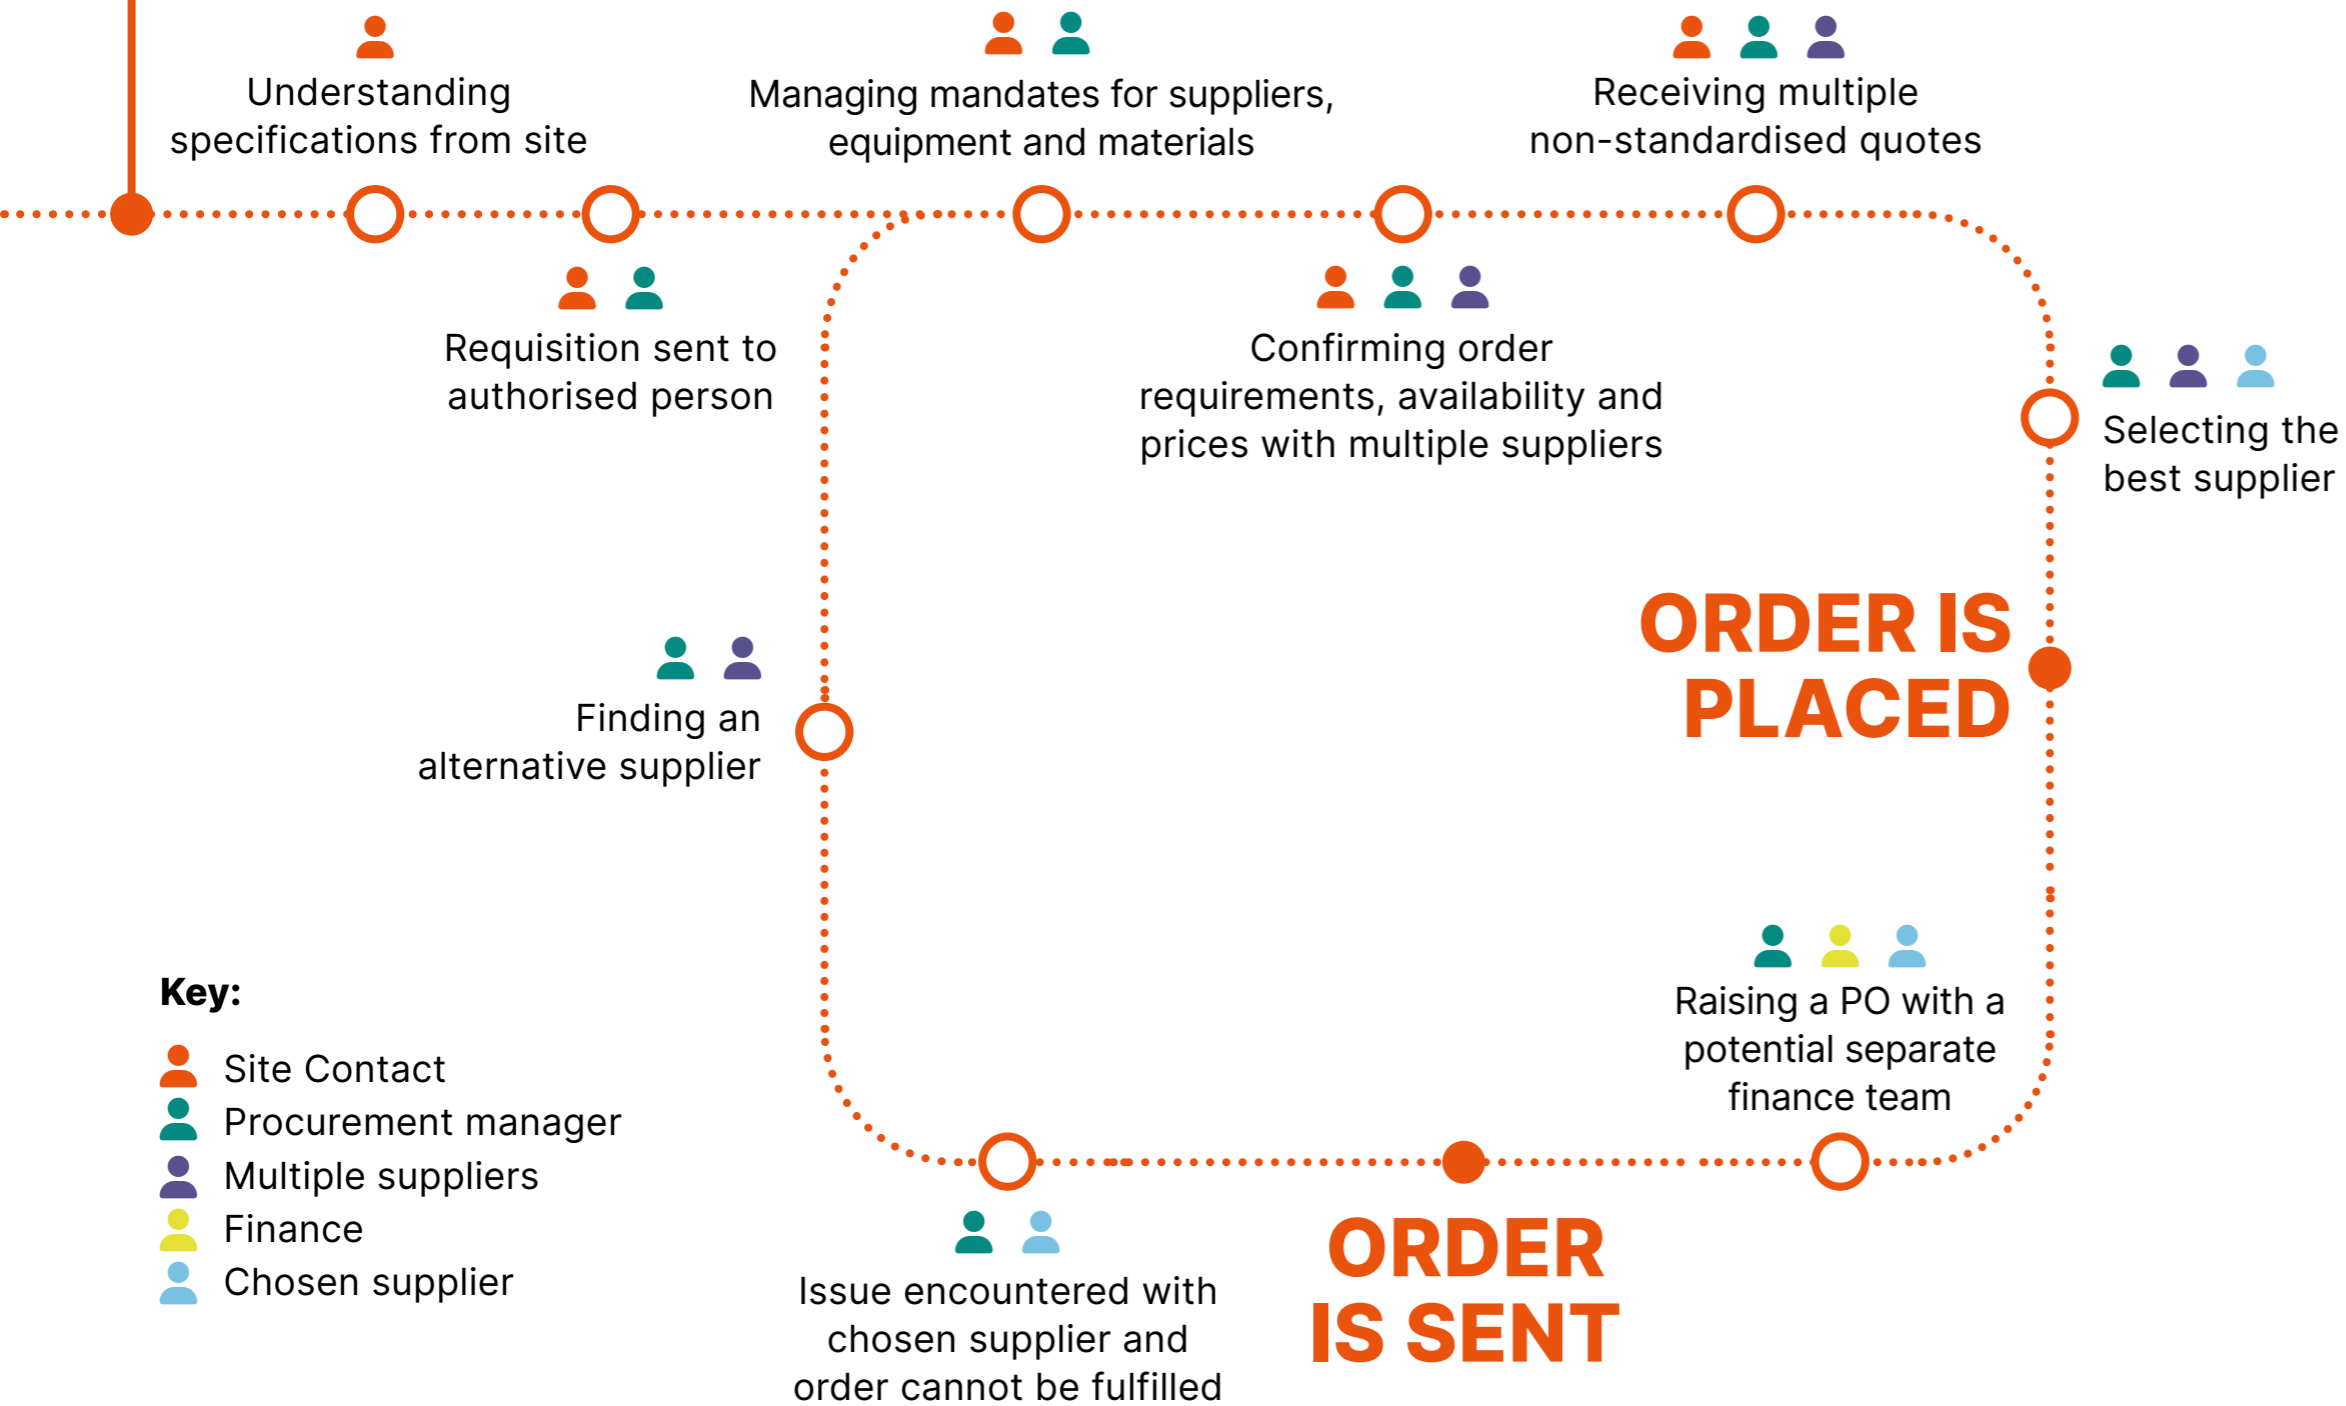 Understanding
specifications from site
Managing mandates for suppliers,
equipment and materials
Receiving multiple
non-standardised quotes
Requisition sent to
authorised person
Confirming order
requirements, availability and
prices with multiple suppliers
Selecting the
best supplier
ORDER IS
PLACED
Finding an
alternative supplier
Raising a PO with a
potential separate
finance team
Key:
Site Contact
Procurement manager
Multiple suppliers
Finance
Chosen supplier
ORDER
IS SENT
Issue encountered with
chosen supplier and
order cannot be fulfilled